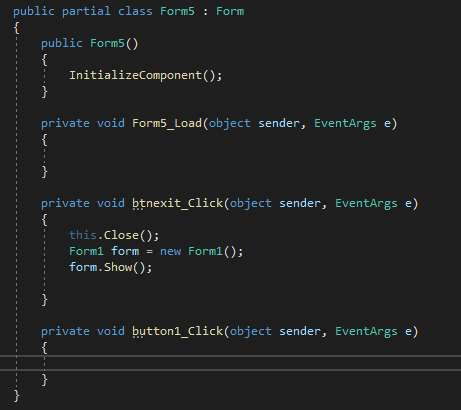 public partial class Form5 : Form
{
    public Form5()
    {
        InitializeComponent();
    }

    private void Form5_Load(object sender, EventArgs e)
    {

    }

    private void btnexit_Click(object sender, EventArgs e)
    {
        this.Close();
        Form1 form = new Form1();
        form.Show();

    }

    private void button1_Click(object sender, EventArgs e)
    {

    }
}